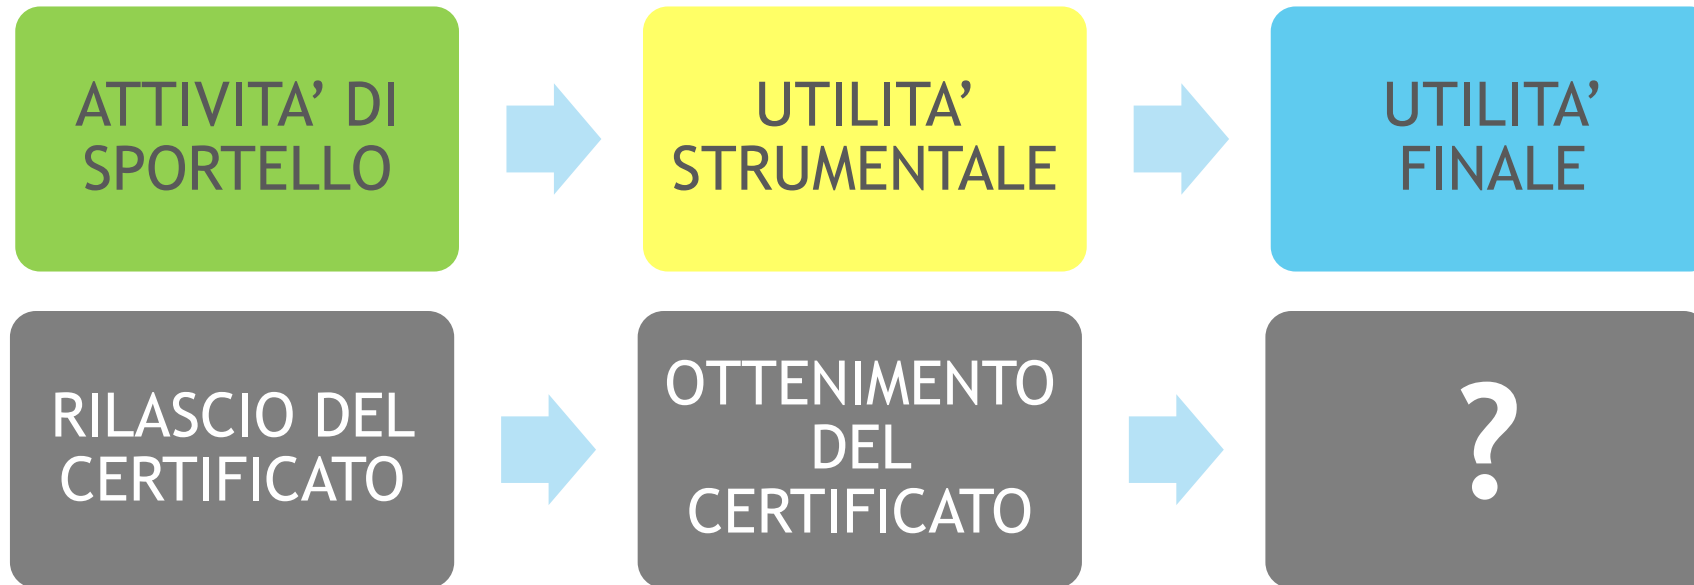 ATTIVITA’ DI
SPORTELLO
UTILITA’
STRUMENTALE
UTILITA’
FINALE
RILASCIO DEL
CERTIFICATO
OTTENIMENTO
DEL
CERTIFICATO
?